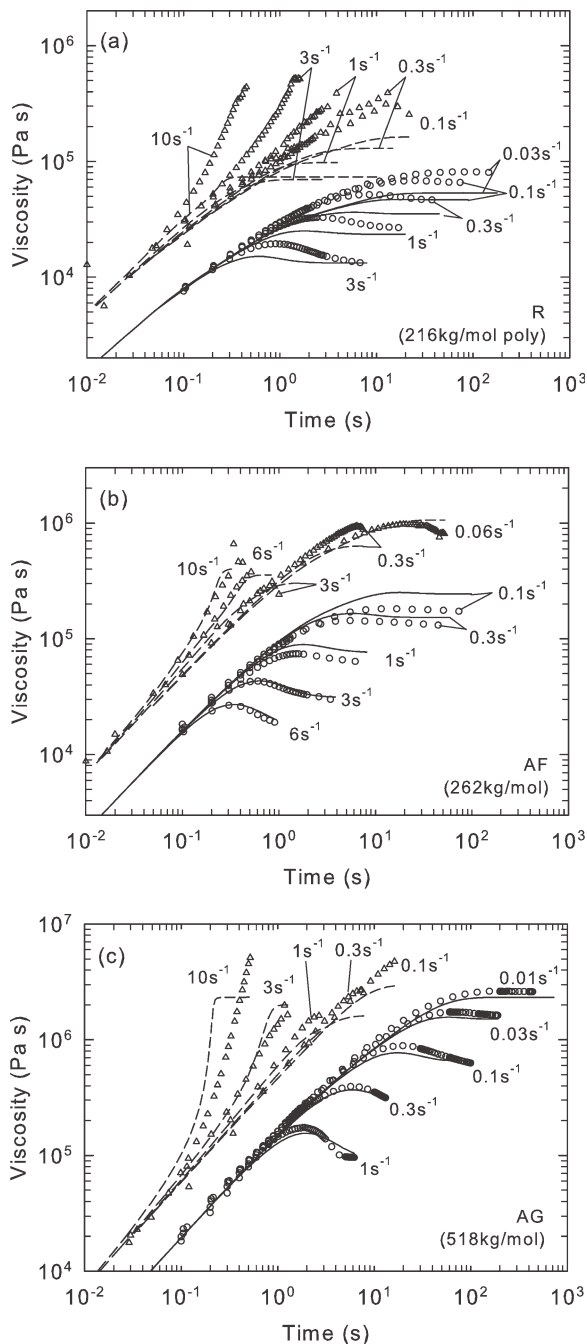 (a)
10⁶
10⁵
10⁴
Viscosity (Pa s)
3s⁻¹
1s⁻¹
0.3s⁻¹
10s⁻¹
0.1s⁻¹
0.03s⁻¹
0.1s⁻¹
0.3s⁻¹
1s⁻¹
3s⁻¹
R
(216kg/mol poly)
10⁻² 10⁻¹ 10⁰ 10¹ 10² 10³
Time (s)
(b)
10⁶
10⁵
10⁴
Viscosity (Pa s)
10s⁻¹
6s⁻¹
0.06s⁻¹
0.3s⁻¹
3s⁻¹
0.1s⁻¹
0.3s⁻¹
1s⁻¹
3s⁻¹
6s⁻¹
AF
(262kg/mol)
10⁻² 10⁻¹ 10⁰ 10¹ 10² 10³
Time (s)
(c)
10⁷
10⁶
10⁵
10⁴
Viscosity (Pa s)
1s⁻¹
0.3s⁻¹
0.1s⁻¹
10s⁻¹
3s⁻¹
0.01s⁻¹
0.03s⁻¹
0.1s⁻¹
0.3s⁻¹
1s⁻¹
AG
(518kg/mol)
10⁻² 10⁻¹ 10⁰ 10¹ 10² 10³
Time (s)